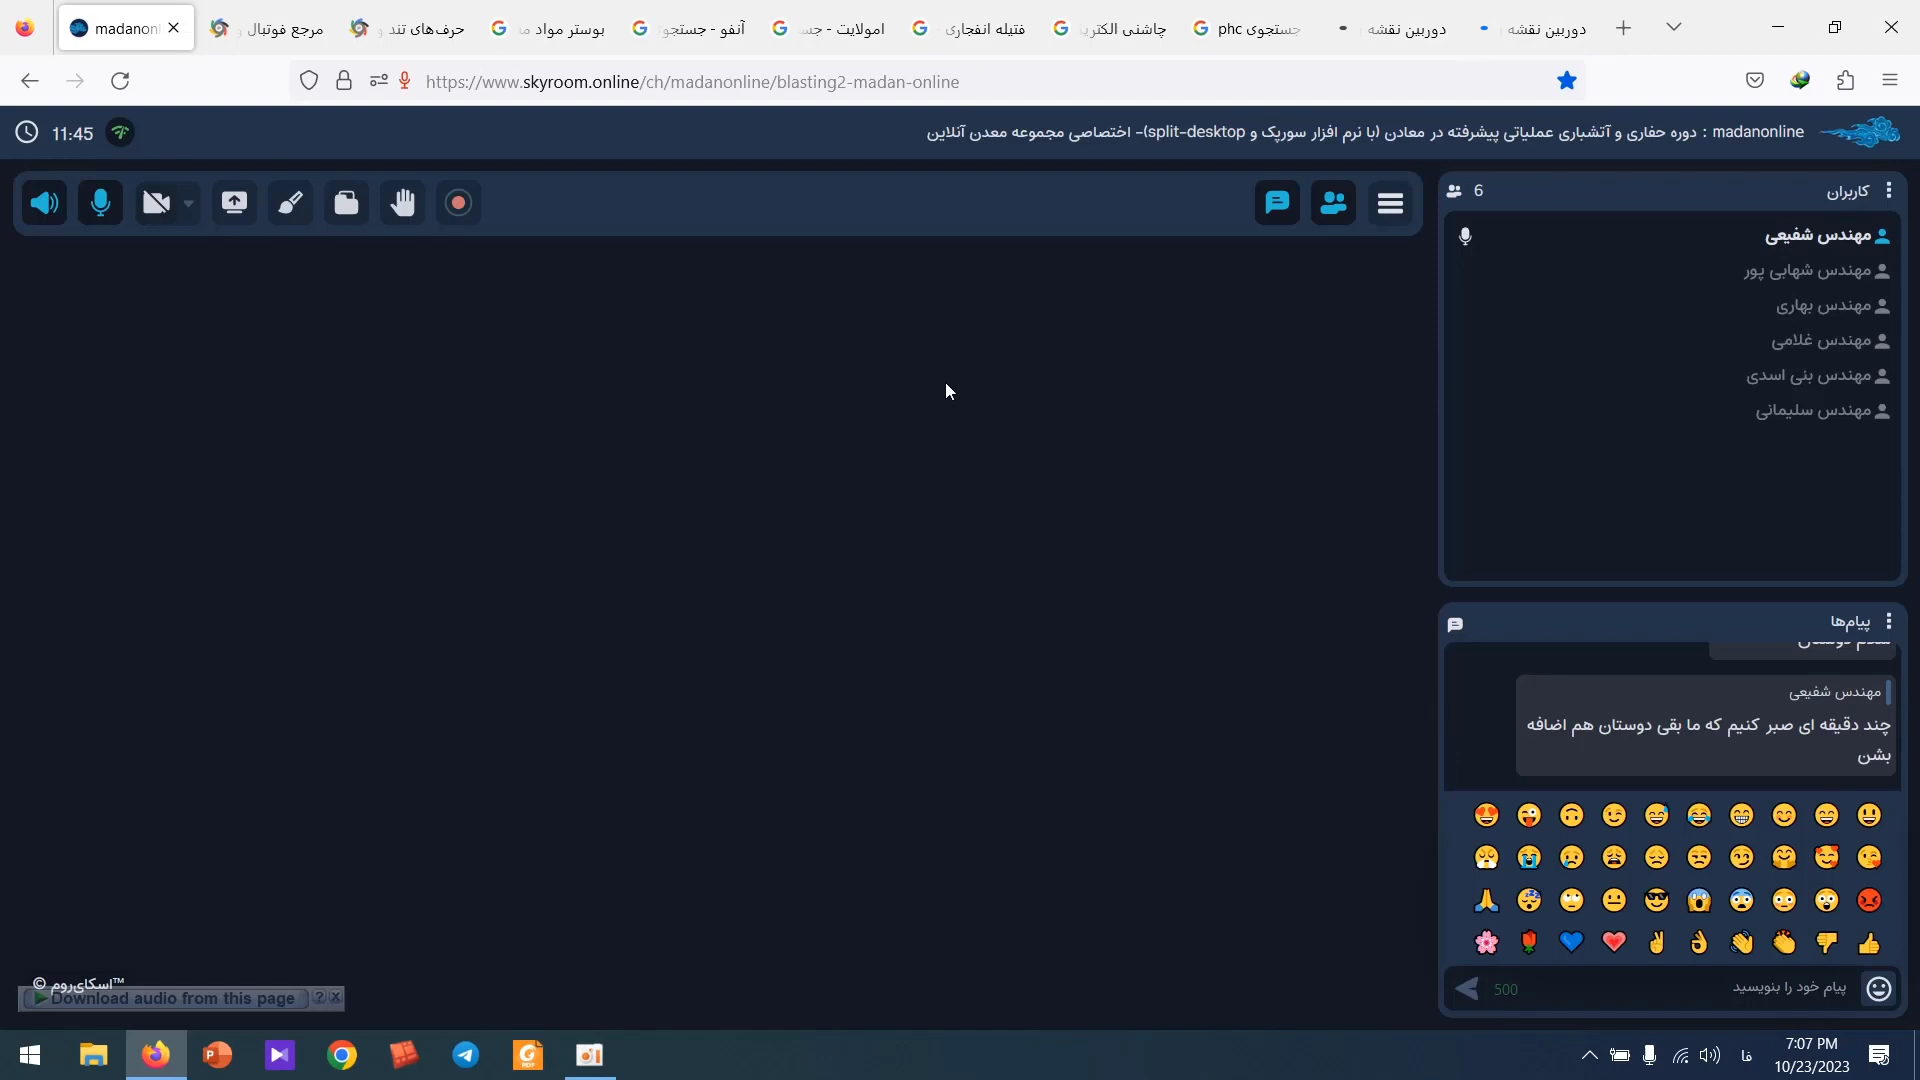 madanonl
مرجع فوتبال
حرف‌های تند و
بوستر مواد
آنفو - جستجو
امولایت - جس
فتیله انفجاری
چاشنی الکتری
جستجوی phc
دوربین نقشه
دوربین نقشه
https://www.skyroom.online/ch/madanonline/blasting2-madan-online
11:45
madanonline : دوره حفاری و آتشباری عملیاتی پیشرفته در معادن (با نرم افزار سورپک و split-desktop)- اختصاصی مجموعه معدن آنلاین
کاربران
6
مهندس شفیعی
مهندس شهابی پور
مهندس بهاری
مهندس غلامی
مهندس بنی اسدی
مهندس سلیمانی
پیام‌ها
سلام دوستان
مهندس شفیعی
چند دقیقه ای صبر کنیم که ما بقی دوستان هم اضافه
بشن
پیام خود را بنویسید
500
© اسکای‌روم™
Download audio from this page ? x
فا
7:07 PM
10/23/2023